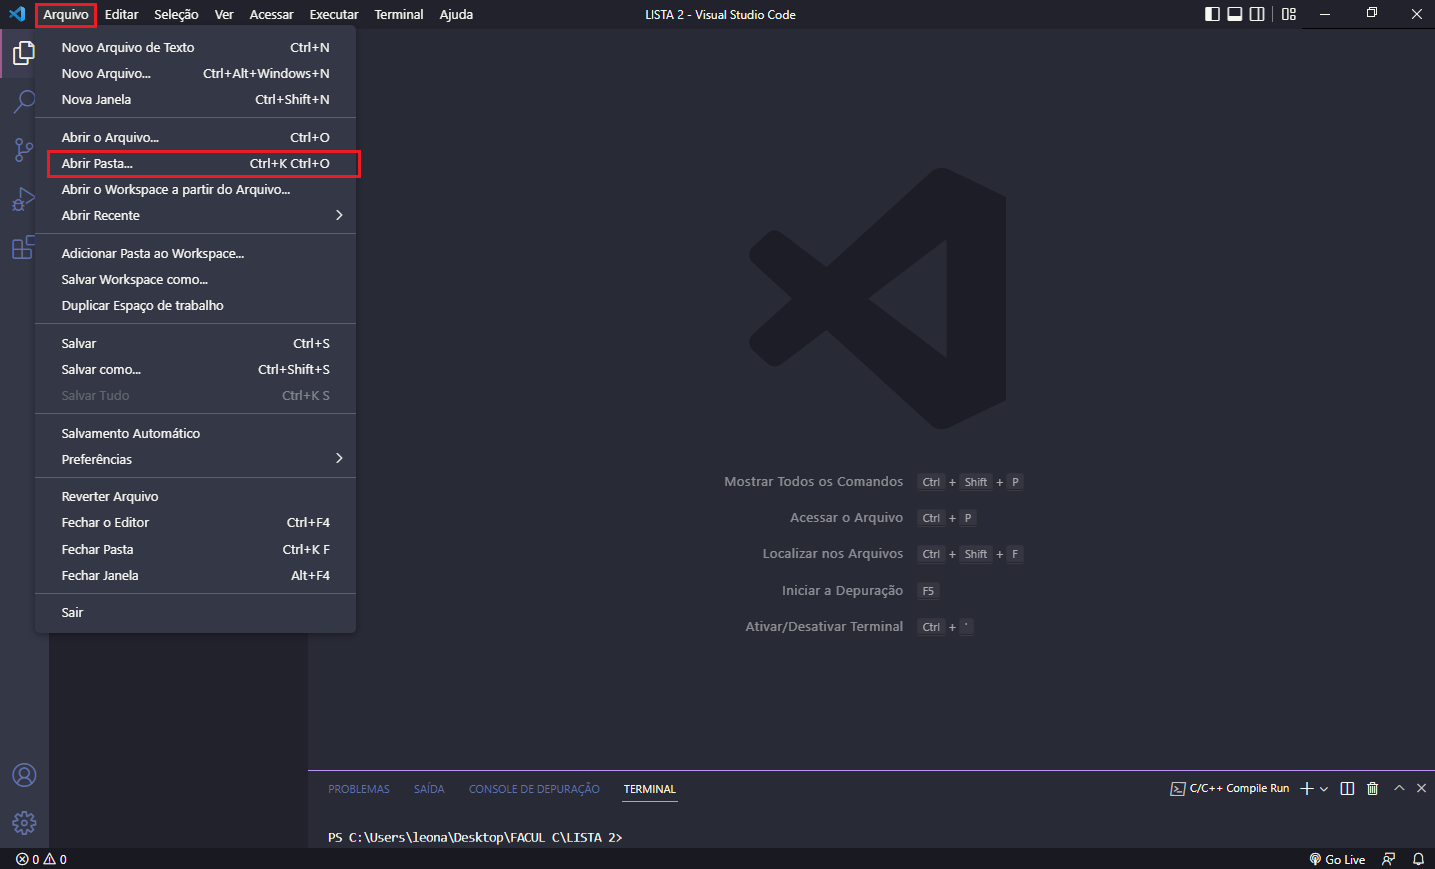 Arquivo Editar Seleção Ver Acessar Executar Terminal Ajuda LISTA 2 - Visual Studio Code
Novo Arquivo de Texto Ctrl+N
Novo Arquivo... Ctrl+Alt+Windows+N
Nova Janela Ctrl+Shift+N
Abrir o Arquivo... Ctrl+O
Abrir Pasta... Ctrl+K Ctrl+O
Abrir o Workspace a partir do Arquivo...
Abrir Recente
Adicionar Pasta ao Workspace...
Salvar Workspace como...
Duplicar Espaço de trabalho
Salvar Ctrl+S
Salvar como... Ctrl+Shift+S
Salvar Tudo Ctrl+K S
Salvamento Automático
Preferências
Reverter Arquivo
Fechar o Editor Ctrl+F4
Fechar Pasta Ctrl+K F
Fechar Janela Alt+F4
Sair
Mostrar Todos os Comandos Ctrl + Shift + P
Acessar o Arquivo Ctrl + P
Localizar nos Arquivos Ctrl + Shift + F
Iniciar a Depuração F5
Ativar/Desativar Terminal Ctrl + '
PROBLEMAS SAÍDA CONSOLE DE DEPURAÇÃO TERMINAL C/C++ Compile Run
PS C:\Users\leona\Desktop\FACUL C\LISTA 2>
0 0 Go Live